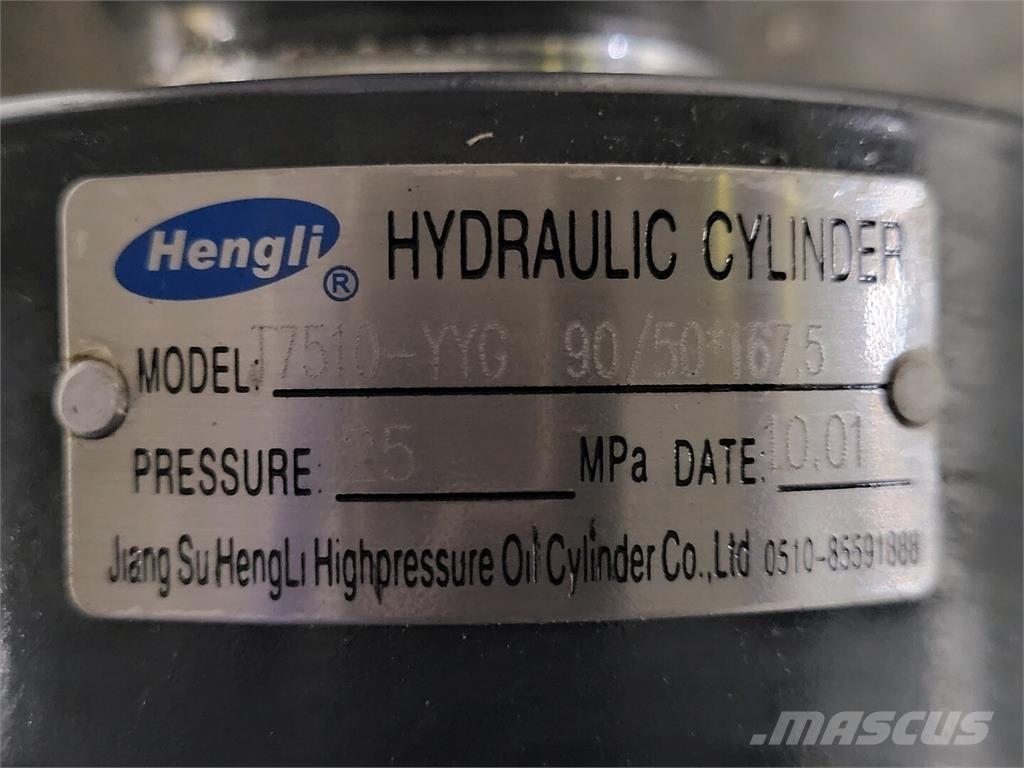 Hengli ® HYDRAULIC CYLINDER
MODEL: T7510-YYG 90/50*167.5
PRESSURE: 25 MPa DATE: 10.01
Jiang Su HengLi Highpressure Oil Cylinder Co.,Ltd 0510-85591888
MASCUS